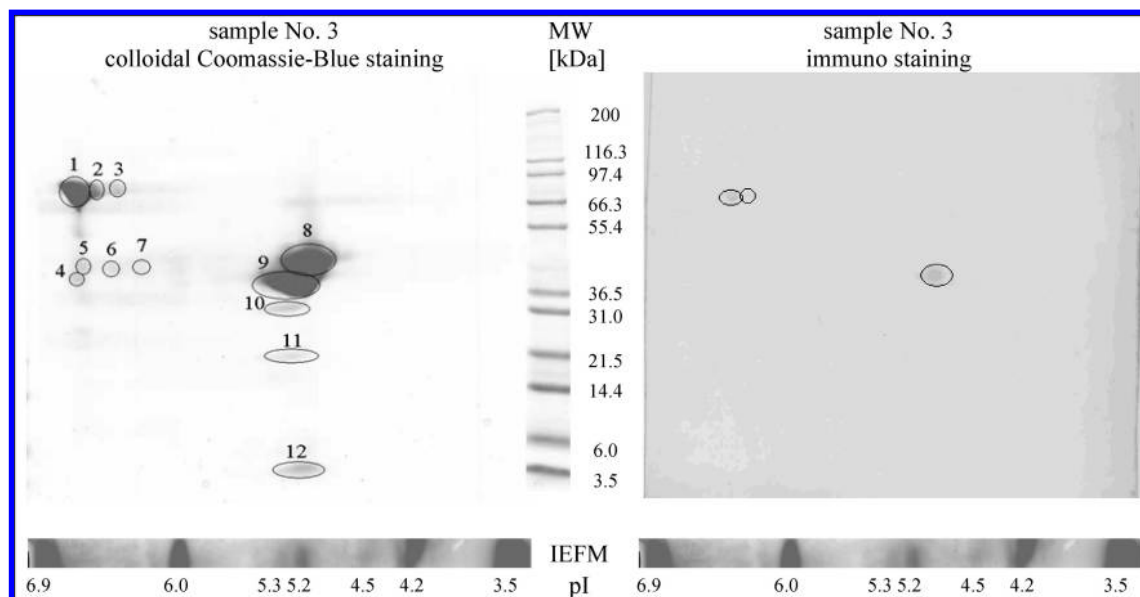 sample No. 3
colloidal Coomassie-Blue staining
MW
[kDa]
sample No. 3
immuno staining
200
116.3
97.4
66.3
55.4
36.5
31.0
21.5
14.4
6.0
3.5
1 2 3
4 5 6 7
8
9
10
11
12
IEFM
pI
6.9 6.0 5.3 5.2 4.5 4.2 3.5
6.9 6.0 5.3 5.2 4.5 4.2 3.5